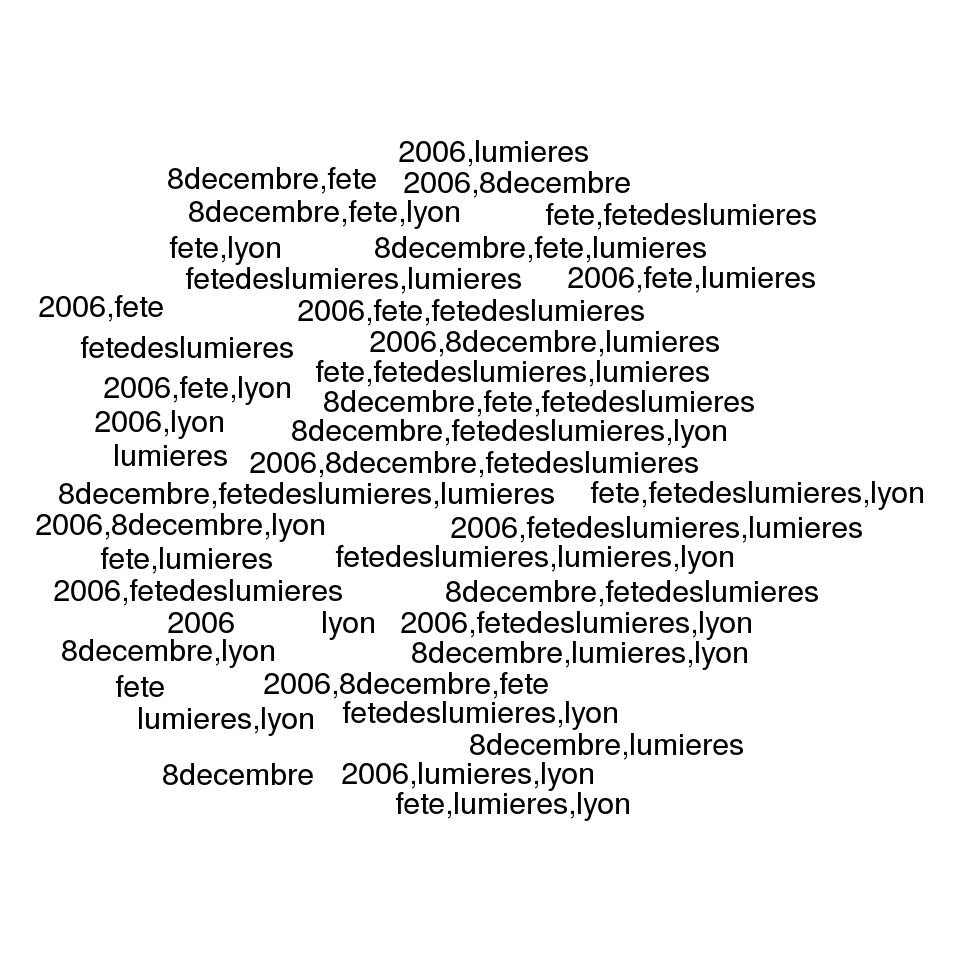 2006,lumieres
8decembre,fete
2006,8decembre
8decembre,fete,lyon
fete,fetedeslumieres
fete,lyon
8decembre,fete,lumieres
fetedeslumieres,lumieres
2006,fete,lumieres
2006,fete
2006,fete,fetedeslumieres
fetedeslumieres
2006,8decembre,lumieres
fete,fetedeslumieres,lumieres
2006,fete,lyon
8decembre,fete,fetedeslumieres
2006,lyon
8decembre,fetedeslumieres,lyon
lumieres
2006,8decembre,fetedeslumieres
8decembre,fetedeslumieres,lumieres
fete,fetedeslumieres,lyon
2006,8decembre,lyon
2006,fetedeslumieres,lumieres
fete,lumieres
fetedeslumieres,lumieres,lyon
2006,fetedeslumieres
8decembre,fetedeslumieres
2006
lyon
2006,fetedeslumieres,lyon
8decembre,lyon
8decembre,lumieres,lyon
fete
2006,8decembre,fete
lumieres,lyon
fetedeslumieres,lyon
8decembre,lumieres
8decembre
2006,lumieres,lyon
fete,lumieres,lyon